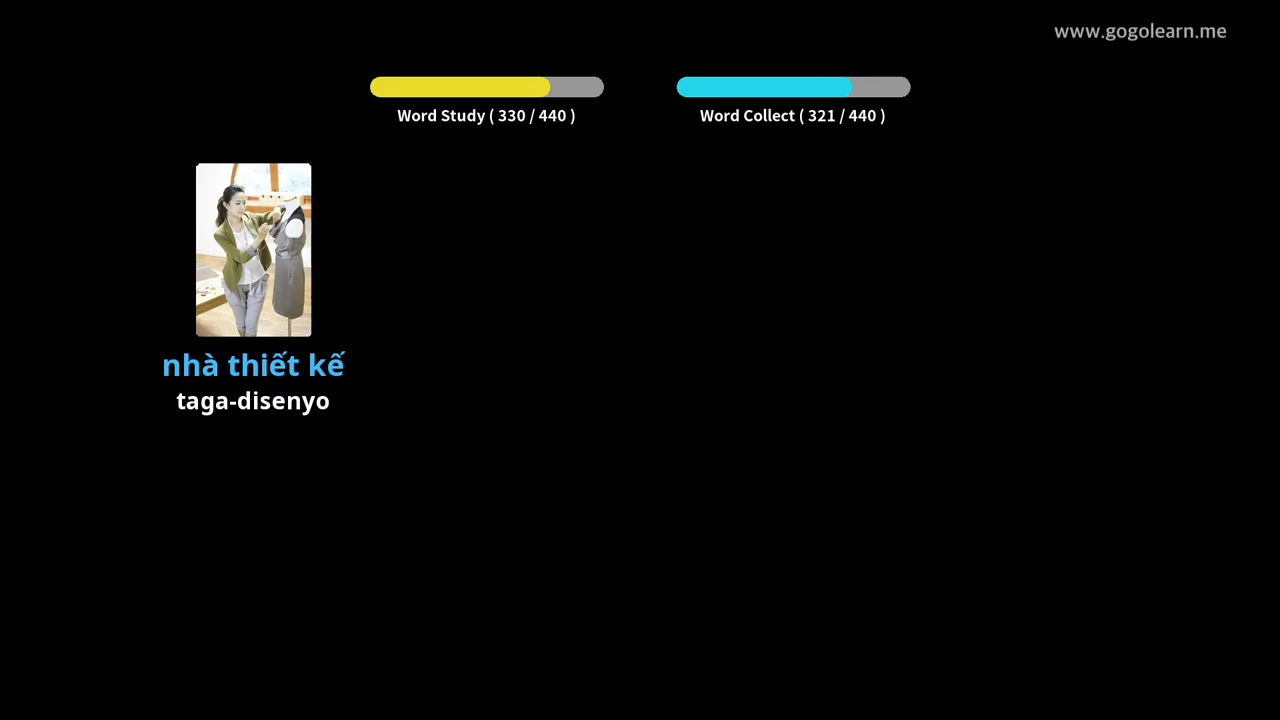 www.gogolearn.me
Word Study ( 330 / 440 )
Word Collect ( 321 / 440 )
nhà thiết kế
taga-disenyo